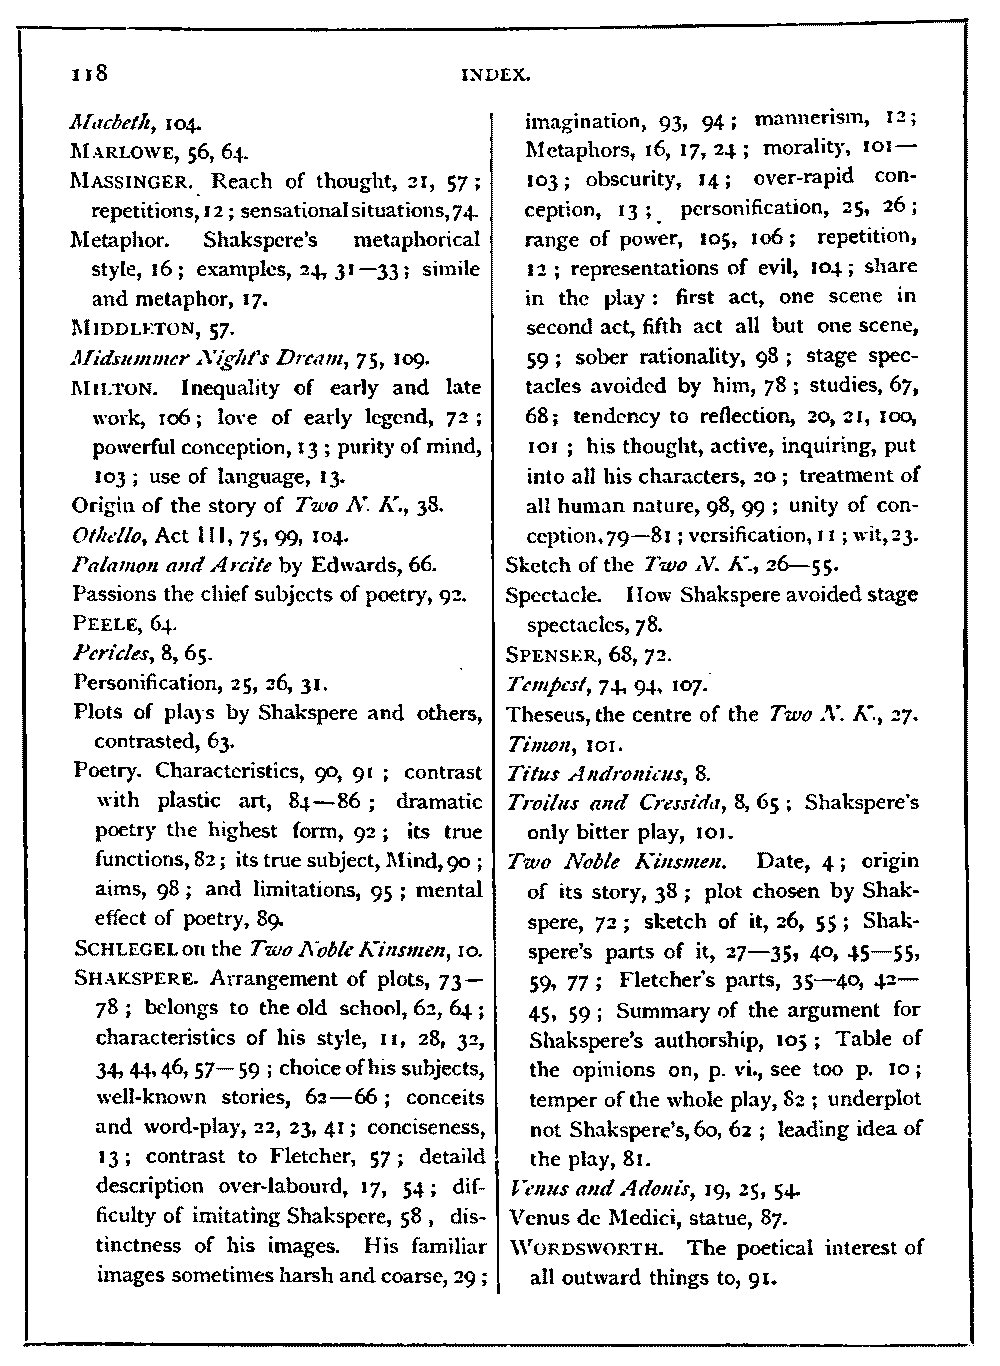 118
INDEX.
Macbeth, 104.
MARLOWE, 56, 64.
MASSINGER. Reach of thought, 21, 57;
repetitions, 12; sensational situations, 74.
Metaphor. Shakspere's metaphorical
style, 16; examples, 24, 31—33; simile
and metaphor, 17.
MIDDLETON, 57.
Midsummer Night's Dream, 75, 109.
MILTON. Inequality of early and late
work, 106; love of early legend, 72;
powerful conception, 13; purity of mind,
103; use of language, 13.
Origin of the story of Two N. K., 38.
Othello, Act III, 75, 99, 104.
Palamon and Arcite by Edwards, 66.
Passions the chief subjects of poetry, 92.
PEELE, 64.
Pericles, 8, 65.
Personification, 25, 26, 31.
Plots of plays by Shakspere and others,
contrasted, 63.
Poetry. Characteristics, 90, 91; contrast
with plastic art, 84—86; dramatic
poetry the highest form, 92; its true
functions, 82; its true subject, Mind, 90;
aims, 98; and limitations, 95; mental
effect of poetry, 89.
SCHLEGEL on the Two Noble Kinsmen, 10.
SHAKSPERE. Arrangement of plots, 73—
78; belongs to the old school, 62, 64;
characteristics of his style, 11, 28, 32,
34, 44, 46, 57—59; choice of his subjects,
well-known stories, 62—66; conceits
and word-play, 22, 23, 41; conciseness,
13; contrast to Fletcher, 57; detaild
description over-labourd, 17, 54; dif-
ficulty of imitating Shakspere, 58, dis-
tinctness of his images. His familiar
images sometimes harsh and coarse, 29;
imagination, 93, 94; mannerism, 12;
Metaphors, 16, 17, 24; morality, 101—
103; obscurity, 14; over-rapid con-
ception, 13; personification, 25, 26;
range of power, 105, 106; repetition,
12; representations of evil, 104; share
in the play: first act, one scene in
second act, fifth act all but one scene,
59; sober rationality, 98; stage spec-
tacles avoided by him, 78; studies, 67,
68; tendency to reflection, 20, 21, 100,
101; his thought, active, inquiring, put
into all his characters, 20; treatment of
all human nature, 98, 99; unity of con-
ception, 79—81; versification, 11; wit, 23.
Sketch of the Two N. K., 26—55.
Spectacle. How Shakspere avoided stage
spectacles, 78.
SPENSER, 68, 72.
Tempest, 74, 94, 107.
Theseus, the centre of the Two N. K., 27.
Timon, 101.
Titus Andronicus, 8.
Troilus and Cressida, 8, 65; Shakspere's
only bitter play, 101.
Two Noble Kinsmen. Date, 4; origin
of its story, 38; plot chosen by Shak-
spere, 72; sketch of it, 26, 55; Shak-
spere's parts of it, 27—35, 40, 45—55,
59, 77; Fletcher's parts, 35—40, 42—
45, 59; Summary of the argument for
Shakspere's authorship, 105; Table of
the opinions on, p. vi., see too p. 10;
temper of the whole play, 82; underplot
not Shakspere's, 60, 62; leading idea of
the play, 81.
Venus and Adonis, 19, 25, 54.
Venus de Medici, statue, 87.
WORDSWORTH. The poetical interest of
all outward things to, 91.